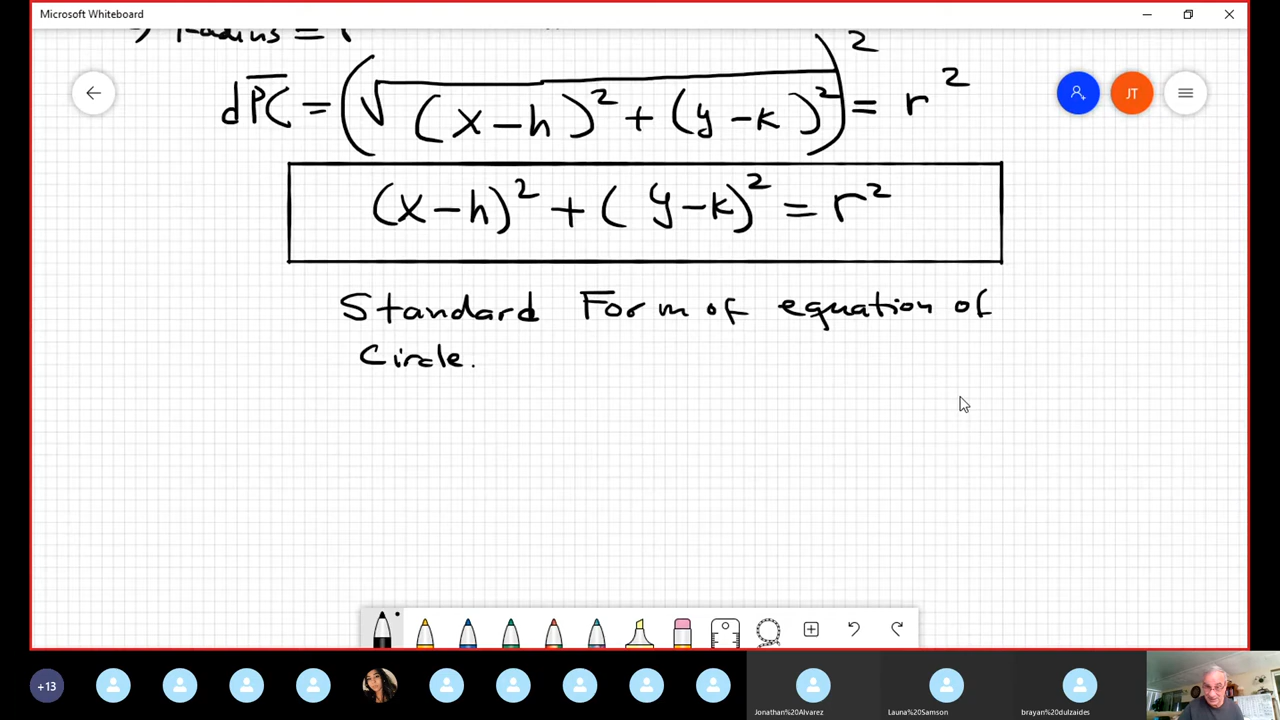 Microsoft Whiteboard
→ Radius = r
dPC = (√(x-h)² + (y-k)²)² = r²
JT
(x-h)² + (y-k)² = r²
Standard Form of equation of
Circle.
+13
Jonathan%20Alvarez
Launa%20Samson
brayan%20dulzaides